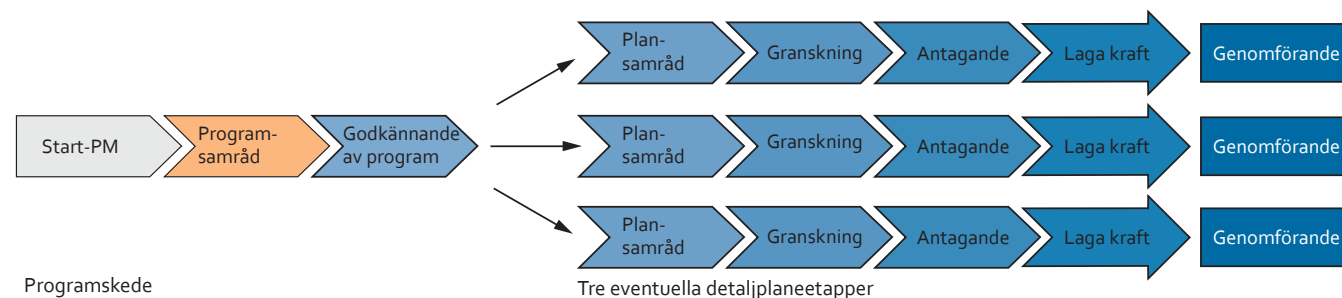 Plan-
samråd
Granskning
Antagande
Laga kraft
Genomförande
Start-PM
Program-
samråd
Godkännande
av program
Plan-
samråd
Granskning
Antagande
Laga kraft
Genomförande
Plan-
samråd
Granskning
Antagande
Laga kraft
Genomförande
Programskede
Tre eventuella detaljplaneetapper